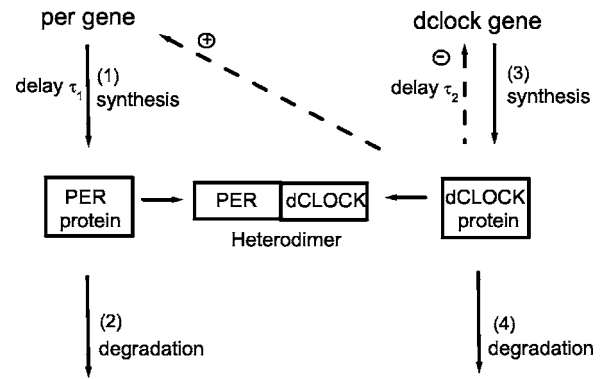 per gene
dclock gene
⊕
⊖
delay τ1
(1)
synthesis
delay τ2
(3)
synthesis
PER
protein
PER
dCLOCK
dCLOCK
protein
Heterodimer
(2)
degradation
(4)
degradation